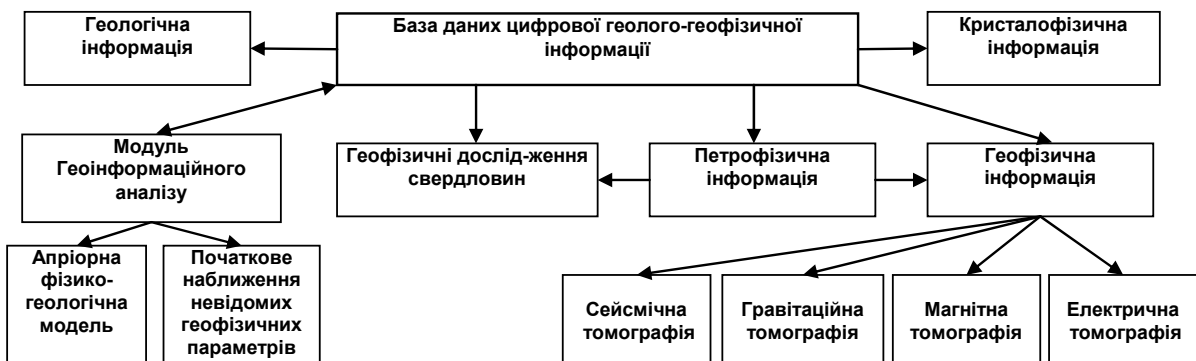 Геологічна
інформація
База даних цифрової геолого-геофізичної
інформації
Кристалофізична
інформація
Модуль
Геоінформаційного
аналізу
Геофізичні дослід-ження
свердловин
Петрофізична
інформація
Геофізична
інформація
Апріорна
фізико-
геологічна
модель
Початкове
наближення
невідомих
геофізичних
параметрів
Сейсмічна
томографія
Гравітаційна
томографія
Магнітна
томографія
Електрична
томографія